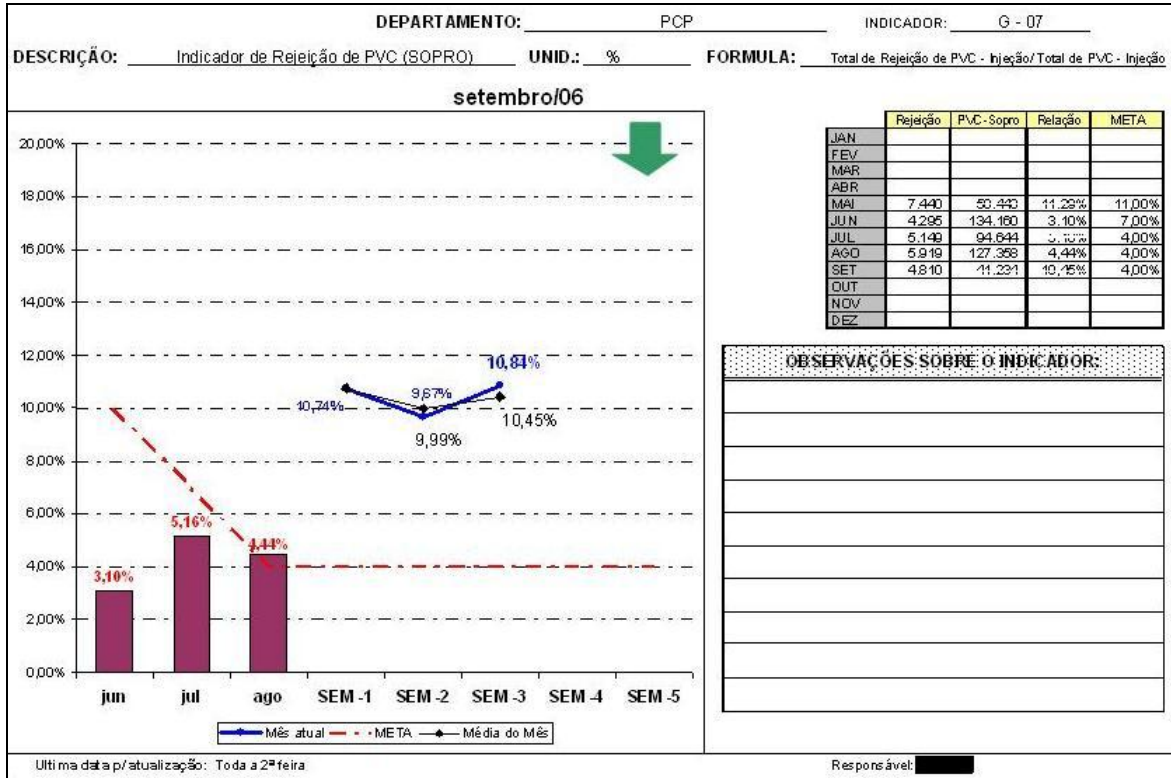 DEPARTAMENTO: PCP INDICADOR: G - 07
DESCRIÇÃO: Indicador de Rejeição de PVC (SOPRO) UNID.: % FORMULA: Total de Rejeição de PVC - Injeção/ Total de PVC - Injeção
setembro/06
Rejeição PVC-Sopro Relação META
JAN
FEV
MAR
ABR
MAI 7.440 11.29% 11,00%
JUN 4.295 134.160 3.10% 7,00%
JUL 5.149 94.644 4,00%
AGO 5.919 127.358 4,44% 4,00%
SET 4.810 4,00%
OUT
NOV
DEZ
OBSERVAÇÕES SOBRE O INDICADOR:
20,00%
18,00%
16,00%
14,00%
12,00%
10,00%
8,00%
6,00%
4,00%
2,00%
0,00%
10,84%
9,67%
10,74%
10,45%
9,99%
5,16%
4,44%
3,10%
jun jul ago SEM -1 SEM -2 SEM -3 SEM -4 SEM -5
Mês atual META Média do Mês
Ultima data p/ atualização: Toda a 2ª feira Responsável: